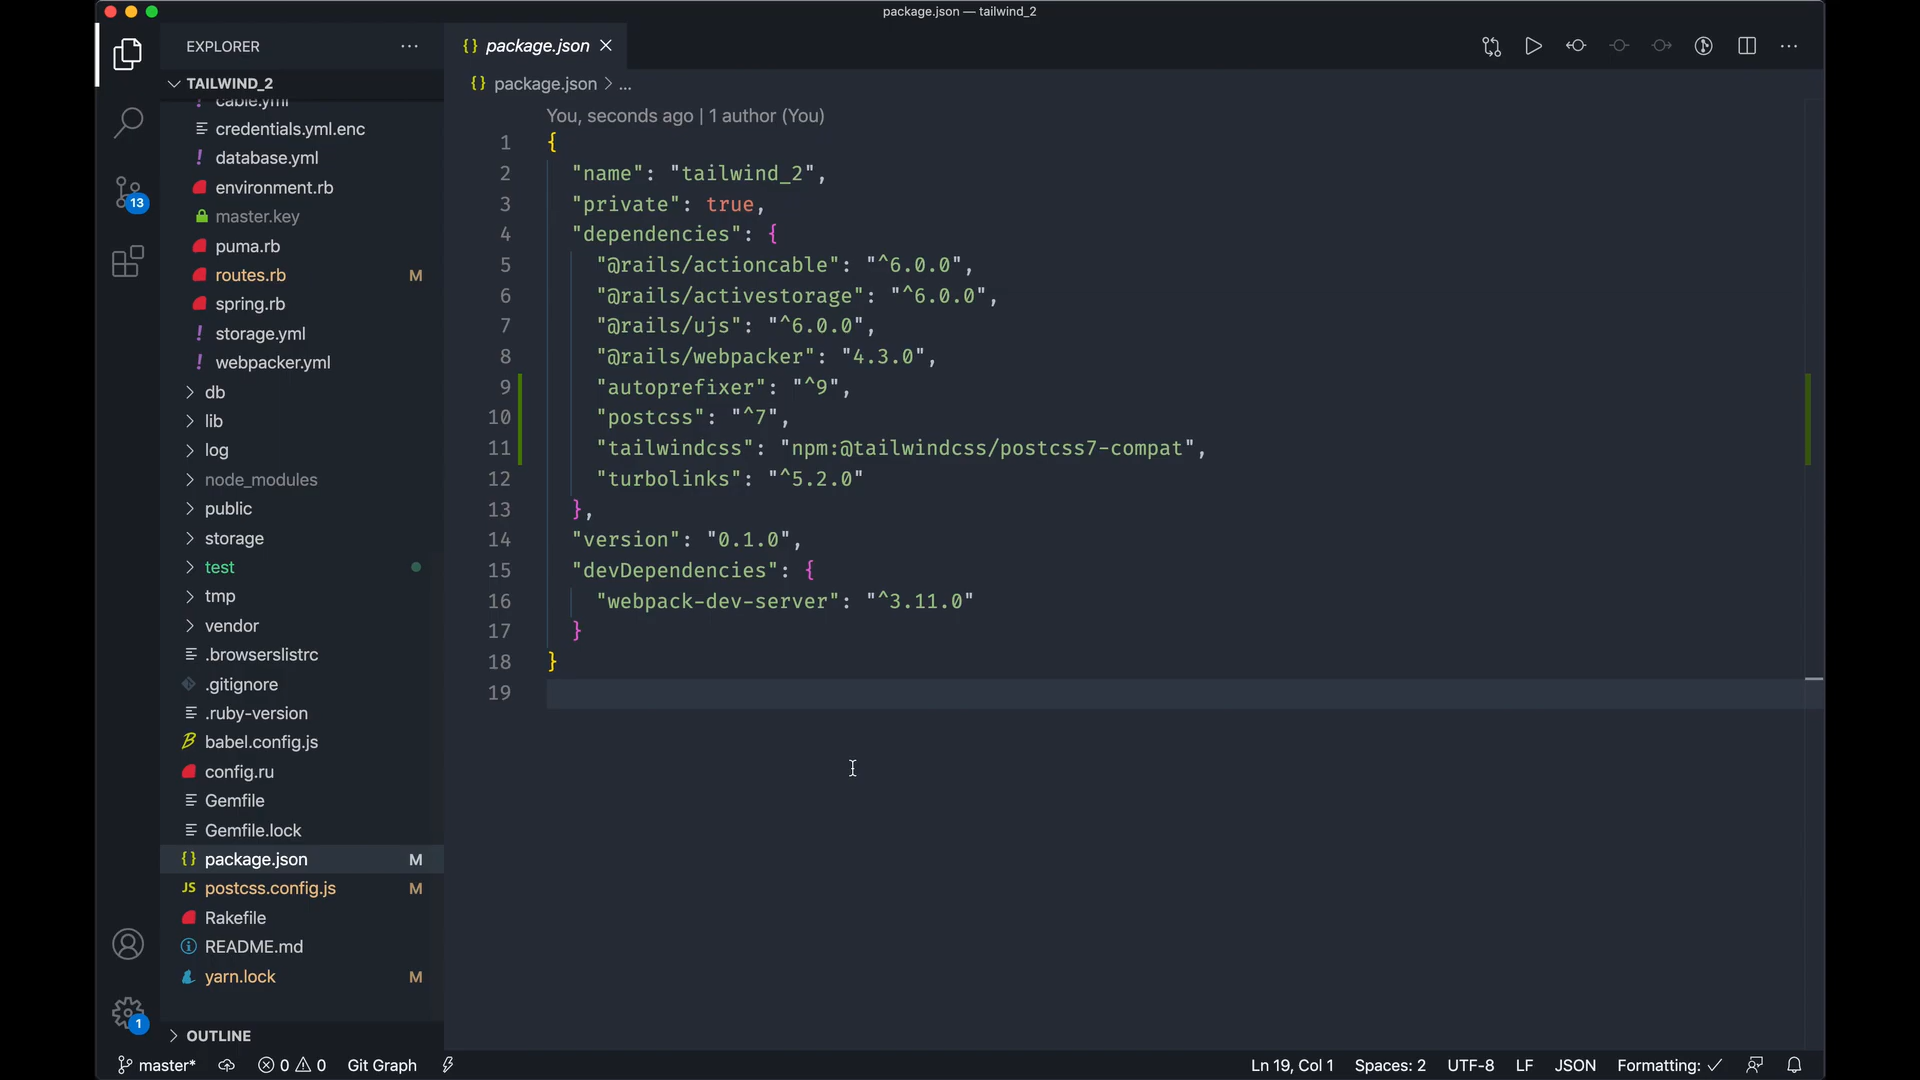 package.json — tailwind_2
EXPLORER
package.json
TAILWIND_2
package.json > ...
cable.yml
credentials.yml.enc
database.yml
environment.rb
master.key
puma.rb
routes.rb M
spring.rb
storage.yml
webpacker.yml
db
lib
log
node_modules
public
storage
test
tmp
vendor
.browserslistrc
.gitignore
.ruby-version
babel.config.js
config.ru
Gemfile
Gemfile.lock
package.json M
postcss.config.js M
Rakefile
README.md
yarn.lock M
OUTLINE
13
1
You, seconds ago | 1 author (You)
1 {
2 "name": "tailwind_2",
3 "private": true,
4 "dependencies": {
5 "@rails/actioncable": "^6.0.0",
6 "@rails/activestorage": "^6.0.0",
7 "@rails/ujs": "^6.0.0",
8 "@rails/webpacker": "4.3.0",
9 "autoprefixer": "^9",
10 "postcss": "^7",
11 "tailwindcss": "npm:@tailwindcss/postcss7-compat",
12 "turbolinks": "^5.2.0"
13 },
14 "version": "0.1.0",
15 "devDependencies": {
16 "webpack-dev-server": "^3.11.0"
17 }
18 }
19
master* 0 0 Git Graph Ln 19, Col 1 Spaces: 2 UTF-8 LF JSON Formatting: ✓